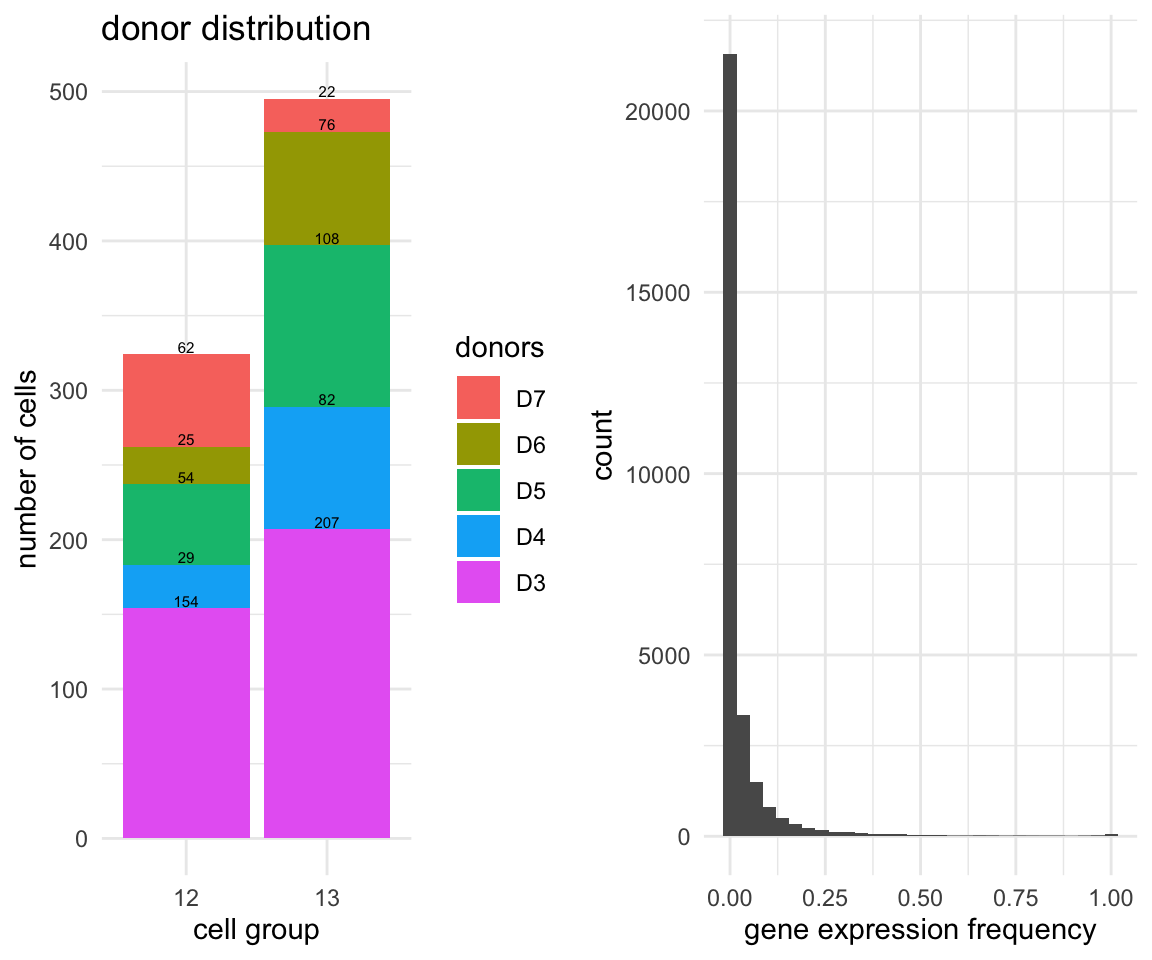 donor distribution
500
400
300
200
100
0
number of cells
62
25
54
29
154
22
76
108
82
207
12
13
cell group
donors
D7
D6
D5
D4
D3
20000
15000
10000
5000
0
count
0.00
0.25
0.50
0.75
1.00
gene expression frequency